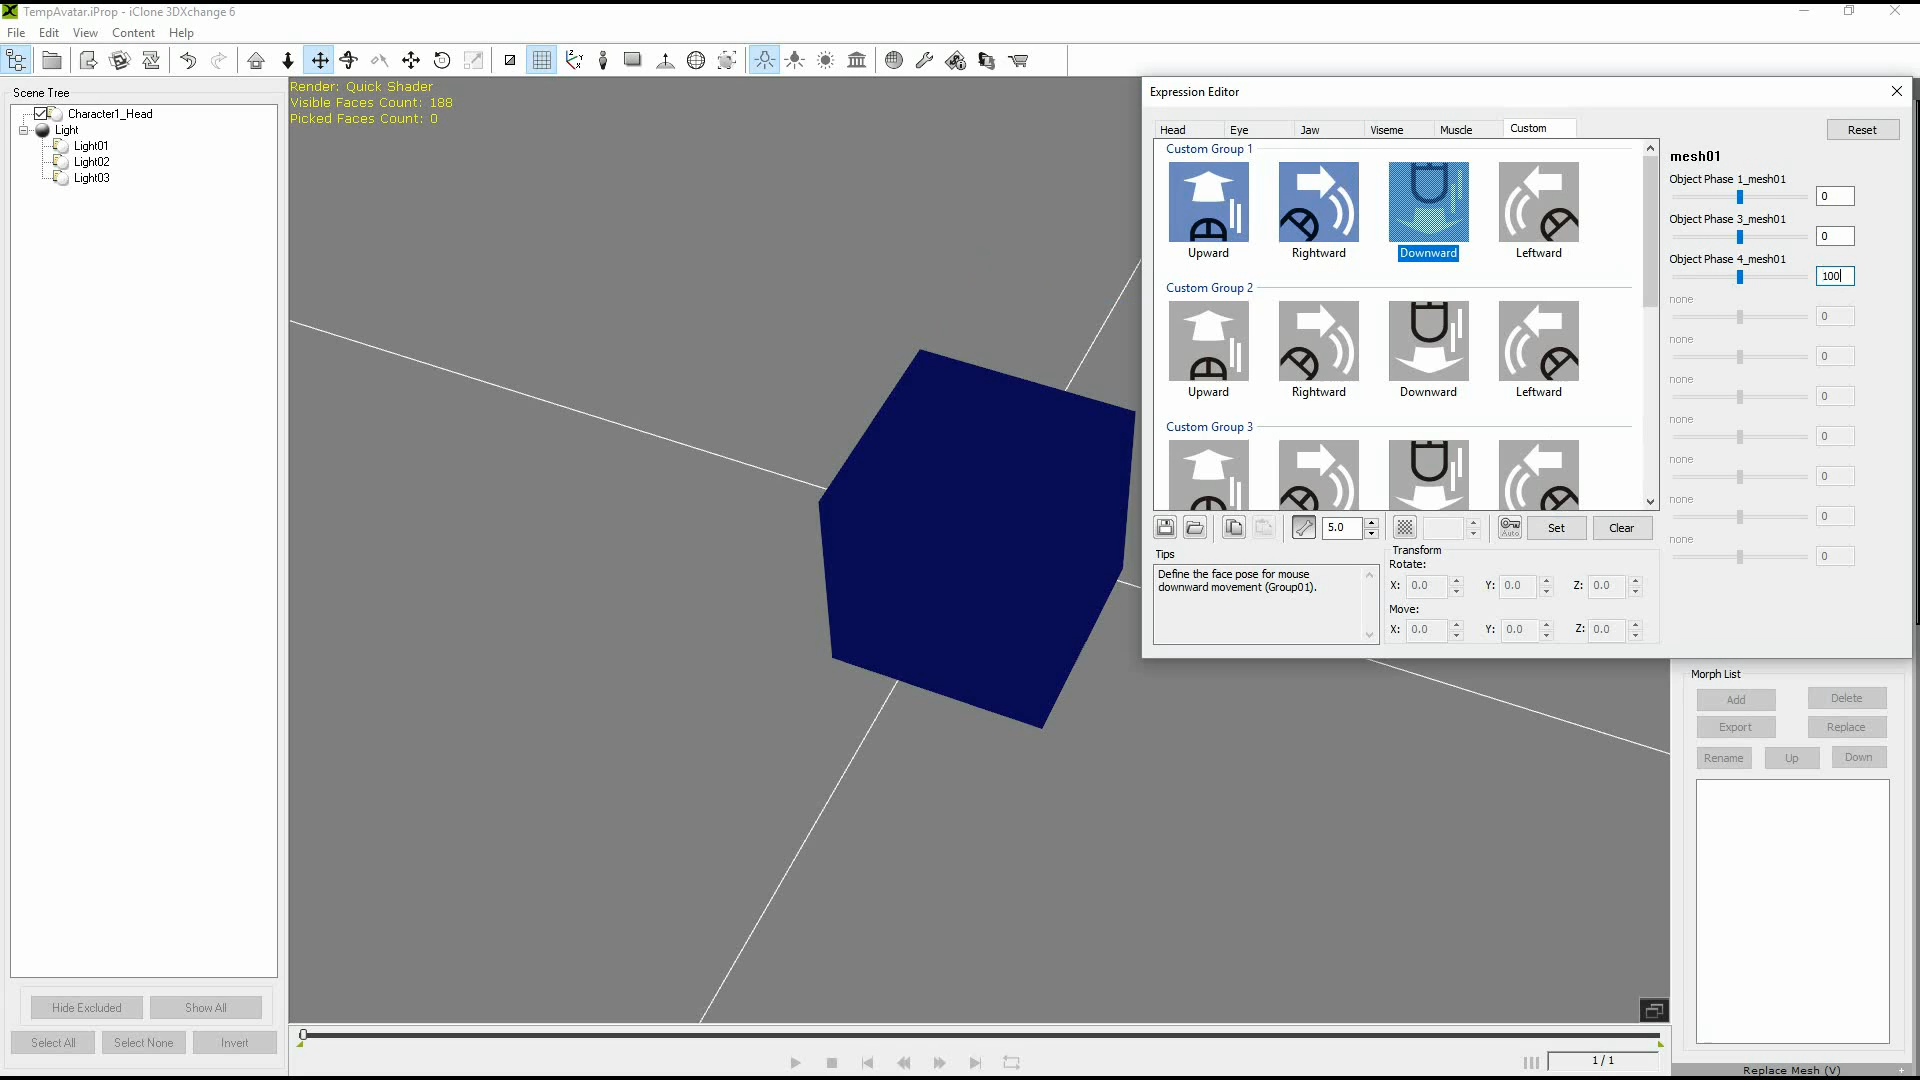 TempAvatar.iProp - iClone 3DXchange 6
File Edit View Content Help
Scene Tree
Character1_Head
Light
Light01
Light02
Light03
Hide Excluded Show All
Select All Select None Invert
Render: Quick Shader
Visible Faces Count: 188
Picked Faces Count: 0
1 / 1
Expression Editor
Head Eye Jaw Viseme Muscle Custom
Reset
Custom Group 1
Upward Rightward Downward Leftward
Custom Group 2
Upward Rightward Downward Leftward
Custom Group 3
5.0
Auto
Set Clear
Tips
Define the face pose for mouse
downward movement (Group01).
Transform
Rotate:
X: 0.0 Y: 0.0 Z: 0.0
Move:
X: 0.0 Y: 0.0 Z: 0.0
mesh01
Object Phase 1_mesh01
0
Object Phase 3_mesh01
0
Object Phase 4_mesh01
100
none
0
none
0
none
0
none
0
none
0
none
0
none
0
Morph List
Add Delete
Export Replace
Rename Up Down
Replace Mesh (V) +